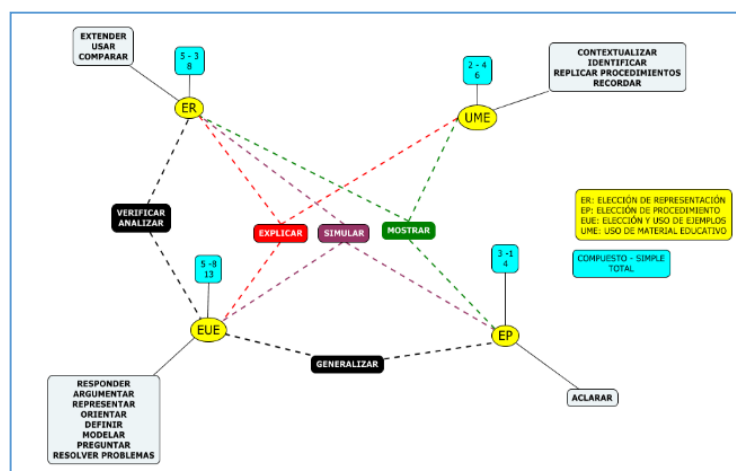 EXTENDER
USAR
COMPARAR
5 - 3
8
ER
2 - 4
6
UME
CONTEXTUALIZAR
IDENTIFICAR
REPLICAR PROCEDIMIENTOS
RECORDAR
VERIFICAR
ANALIZAR
EXPLICAR
SIMULAR
MOSTRAR
ER: ELECCIÓN DE REPRESENTACIÓN
EP: ELECCIÓN DE PROCEDIMIENTO
EUE: ELECCIÓN Y USO DE EJEMPLOS
UME: USO DE MATERIAL EDUCATIVO
COMPUESTO - SIMPLE
TOTAL
5 -8
13
EUE
3 -1
4
EP
GENERALIZAR
RESPONDER
ARGUMENTAR
REPRESENTAR
ORIENTAR
DEFINIR
MODELAR
PREGUNTAR
RESOLVER PROBLEMAS
ACLARAR